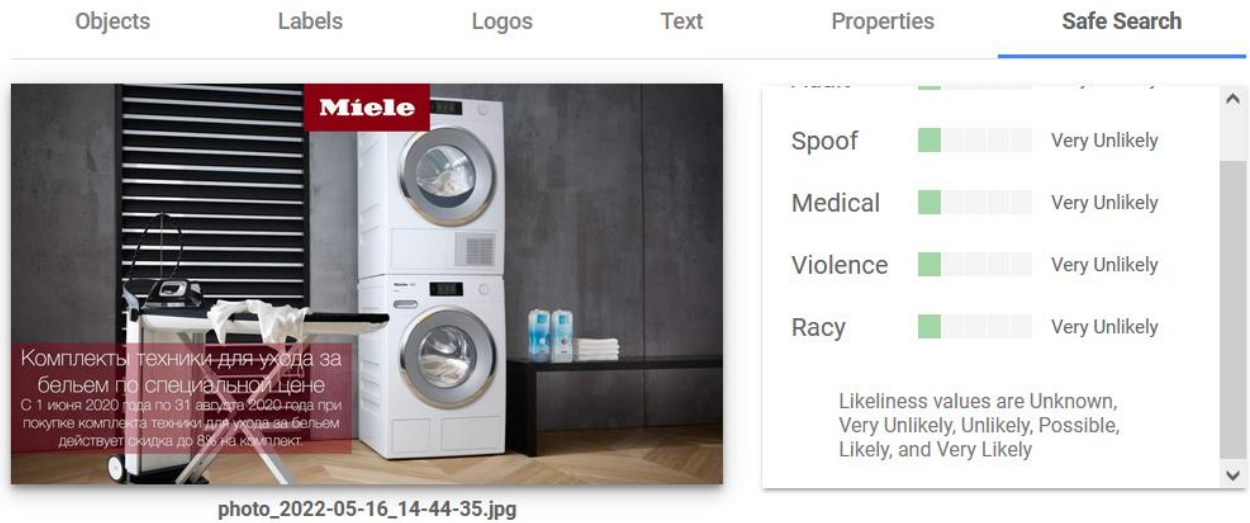 Objects Labels Logos Text Properties Safe Search
Miele
Комплекты техники для ухода за
бельем по специальной цене
С 1 июня 2020 года по 31 августа 2020 года при
покупке комплекта техники для ухода за бельем
действует скидка до 8% на комплект.
photo_2022-05-16_14-44-35.jpg
Spoof Very Unlikely
Medical Very Unlikely
Violence Very Unlikely
Racy Very Unlikely
Likeliness values are Unknown,
Very Unlikely, Unlikely, Possible,
Likely, and Very Likely